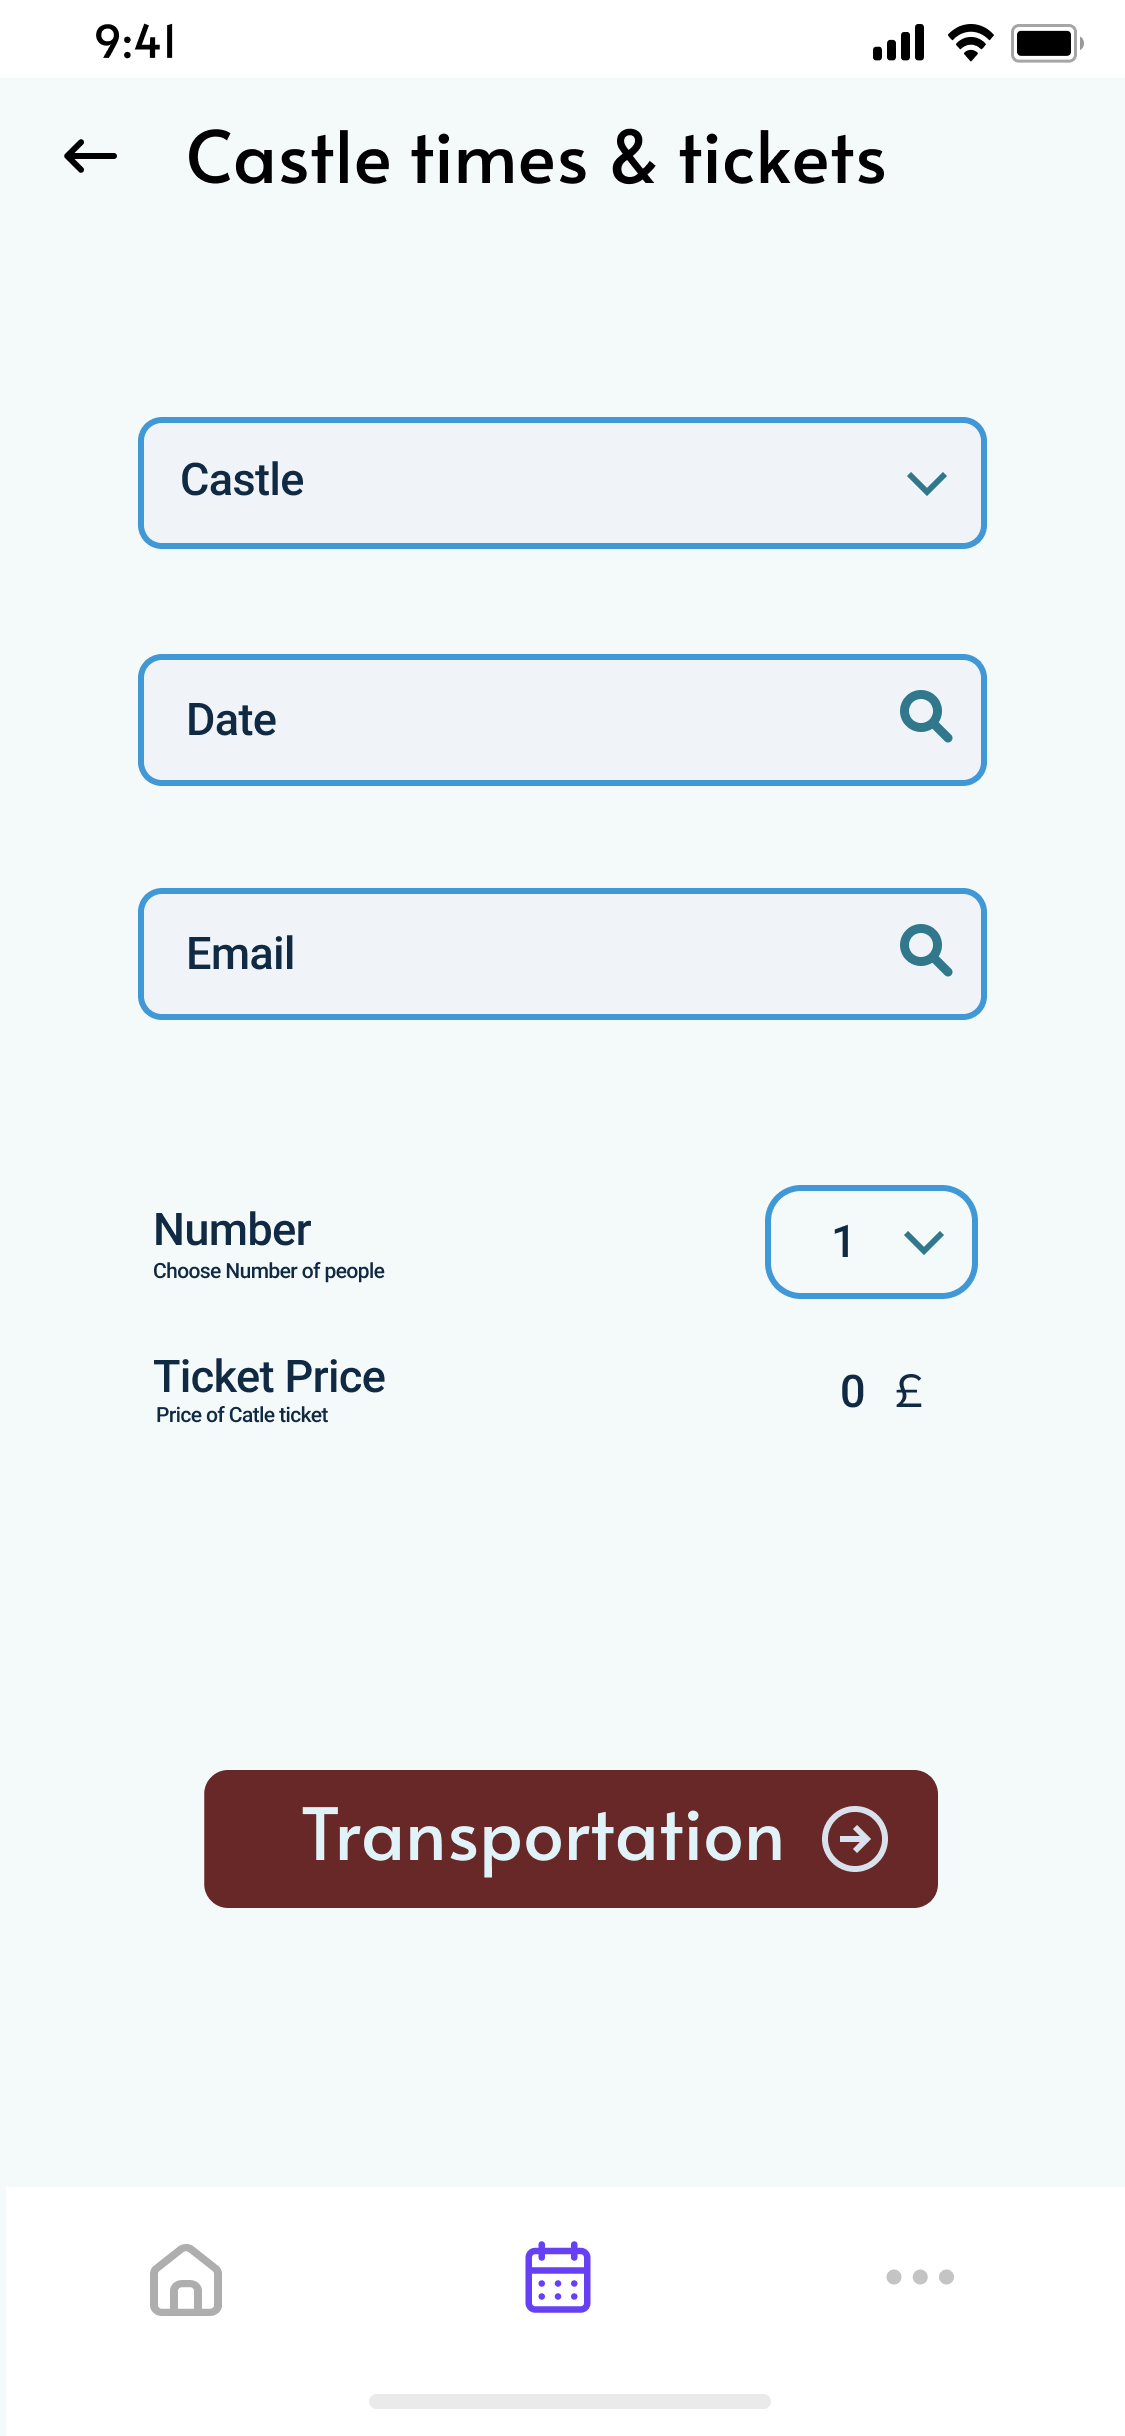 9:41
Castle times & tickets
Castle
Date
Email
Number
Choose Number of people
1
Ticket Price
Price of Catle ticket
0 £
Transportation